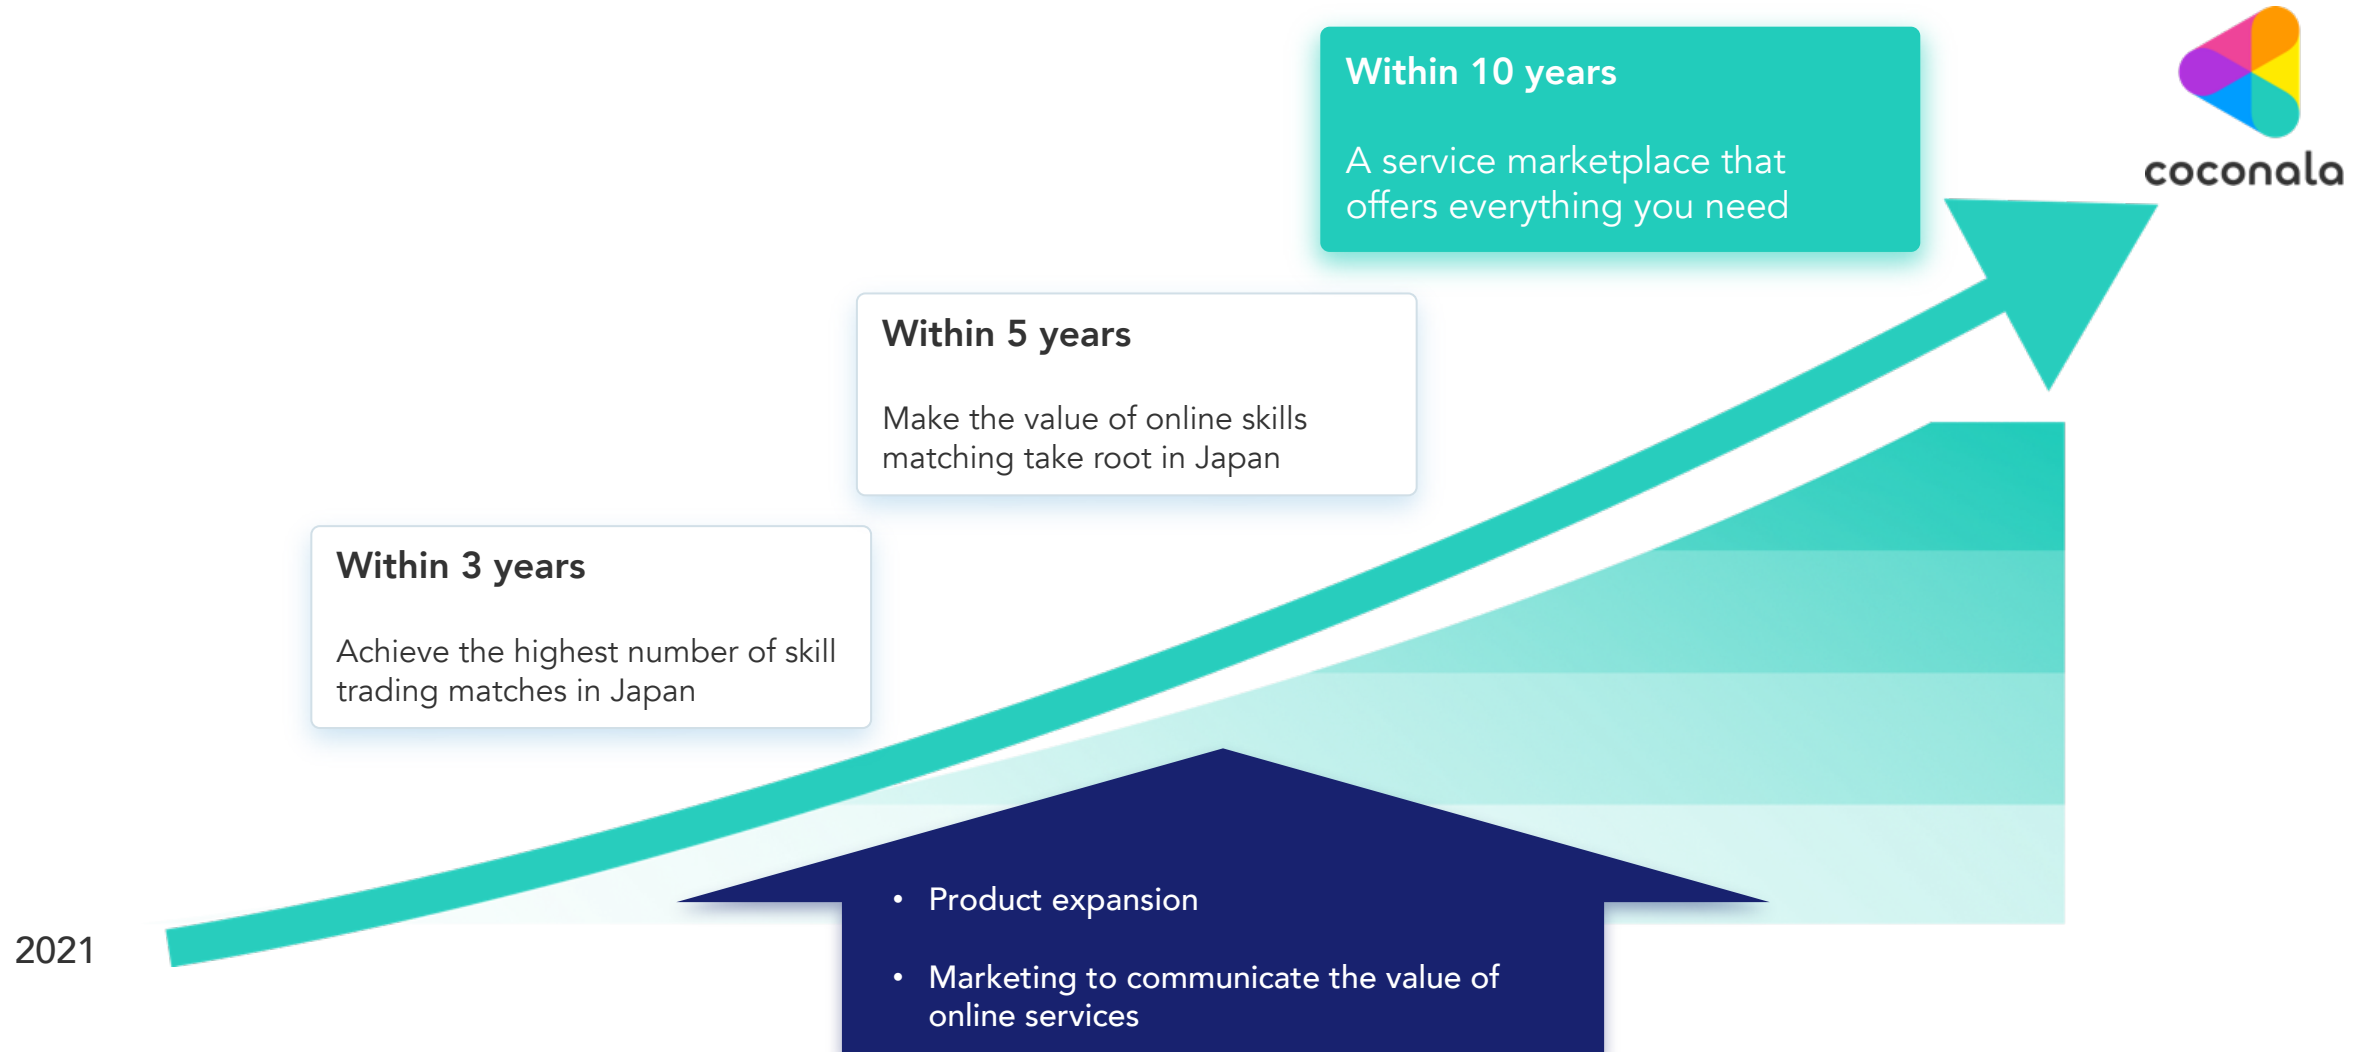 Within 10 years
A service marketplace that
offers everything you need
coconala
Within 5 years
Make the value of online skills
matching take root in Japan
Within 3 years
Achieve the highest number of skill
trading matches in Japan
2021
• Product expansion
• Marketing to communicate the value of
online services